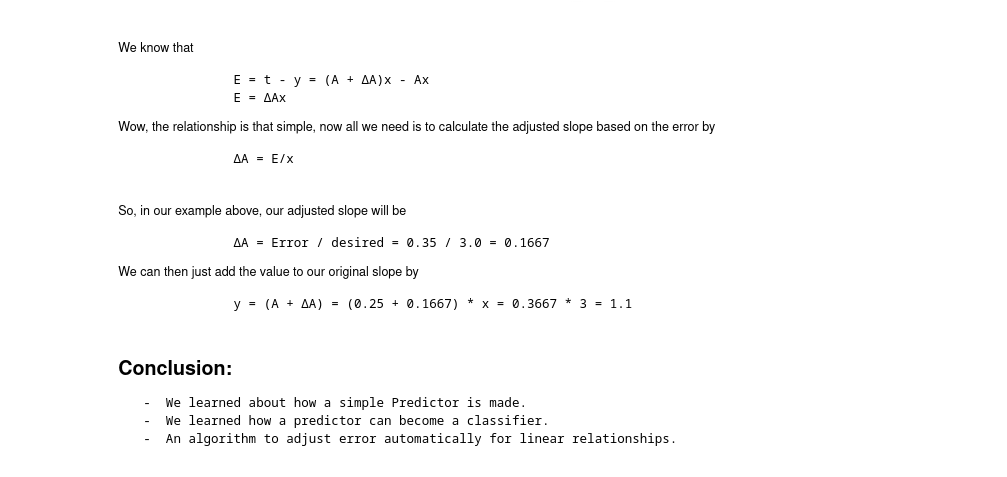 We know that
E = t - y = (A + ΔA)x - Ax
E = ΔAx
Wow, the relationship is that simple, now all we need is to calculate the adjusted slope based on the error by
ΔA = E/x
So, in our example above, our adjusted slope will be
ΔA = Error / desired = 0.35 / 3.0 = 0.1667
We can then just add the value to our original slope by
y = (A + ΔA) = (0.25 + 0.1667) * x = 0.3667 * 3 = 1.1
Conclusion:
- We learned about how a simple Predictor is made.
- We learned how a predictor can become a classifier.
- An algorithm to adjust error automatically for linear relationships.